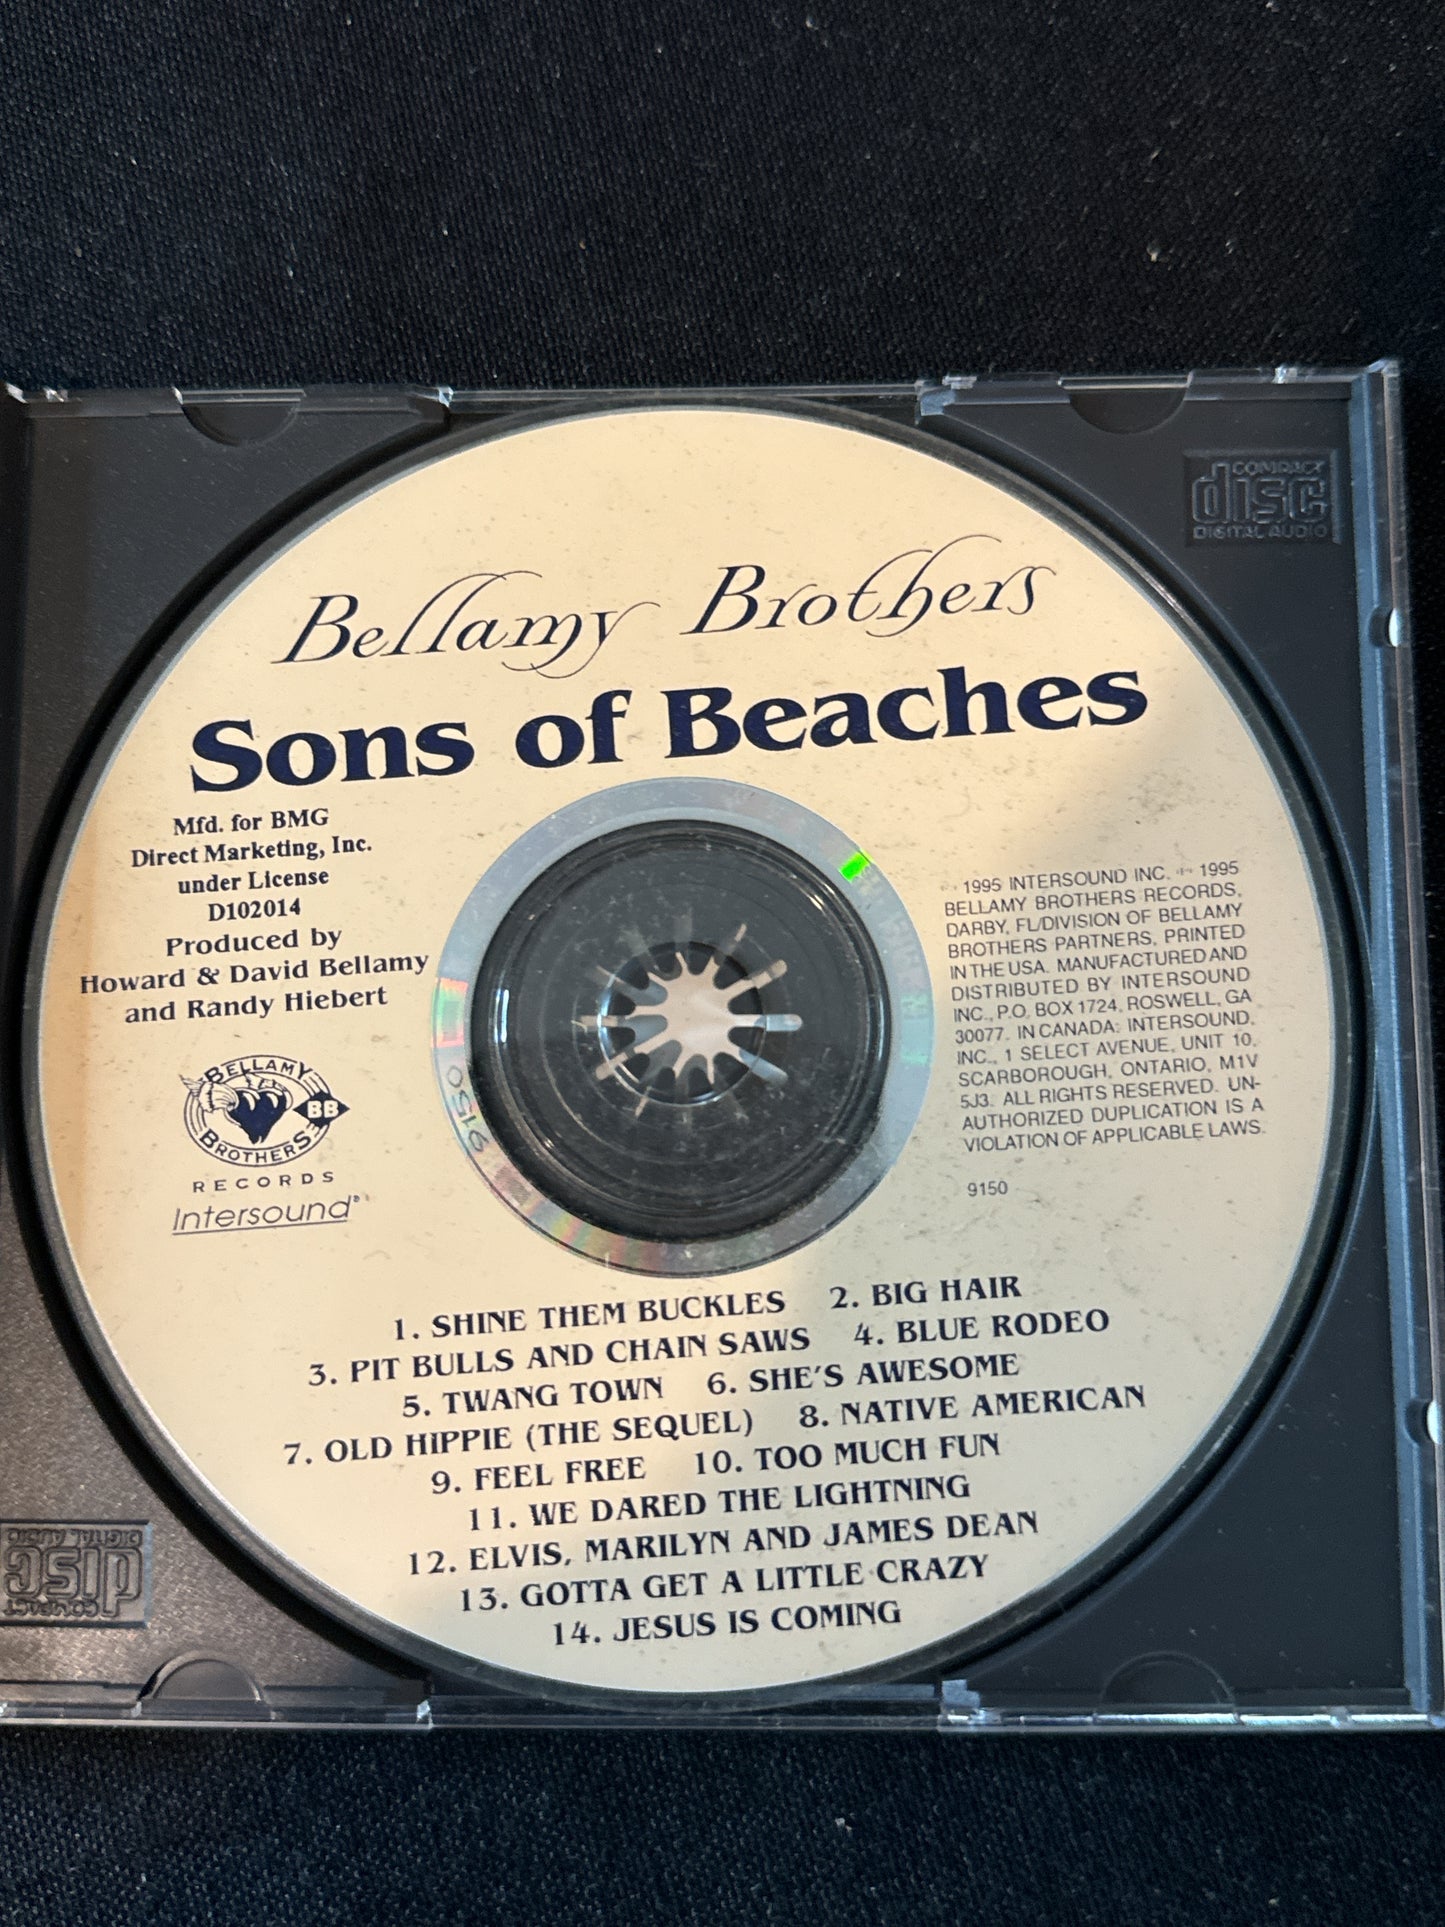 COMPACT
disc
DIGITAL AUDIO
Bellamy Brothers
Sons of Beaches
Mfd. for BMG
Direct Marketing, Inc.
under License
D102014
Produced by
Howard & David Bellamy
and Randy Hiebert
BELLAMY
BB
BROTHERS
RECORDS
Intersound®
1995 INTERSOUND INC. 1995
BELLAMY BROTHERS RECORDS,
DARBY, FL/DIVISION OF BELLAMY
BROTHERS PARTNERS, PRINTED
IN THE USA. MANUFACTURED AND
DISTRIBUTED BY INTERSOUND
INC., P.O. BOX 1724, ROSWELL, GA
30077. IN CANADA: INTERSOUND,
INC., 1 SELECT AVENUE, UNIT 10,
SCARBOROUGH, ONTARIO, M1V
5J3. ALL RIGHTS RESERVED. UN-
AUTHORIZED DUPLICATION IS A
VIOLATION OF APPLICABLE LAWS.
9150
9150
1. SHINE THEM BUCKLES 2. BIG HAIR
3. PIT BULLS AND CHAIN SAWS 4. BLUE RODEO
5. TWANG TOWN 6. SHE'S AWESOME
7. OLD HIPPIE (THE SEQUEL) 8. NATIVE AMERICAN
9. FEEL FREE 10. TOO MUCH FUN
11. WE DARED THE LIGHTNING
12. ELVIS, MARILYN AND JAMES DEAN
13. GOTTA GET A LITTLE CRAZY
14. JESUS IS COMING
COMPACT
disc
DIGITAL AUDIO